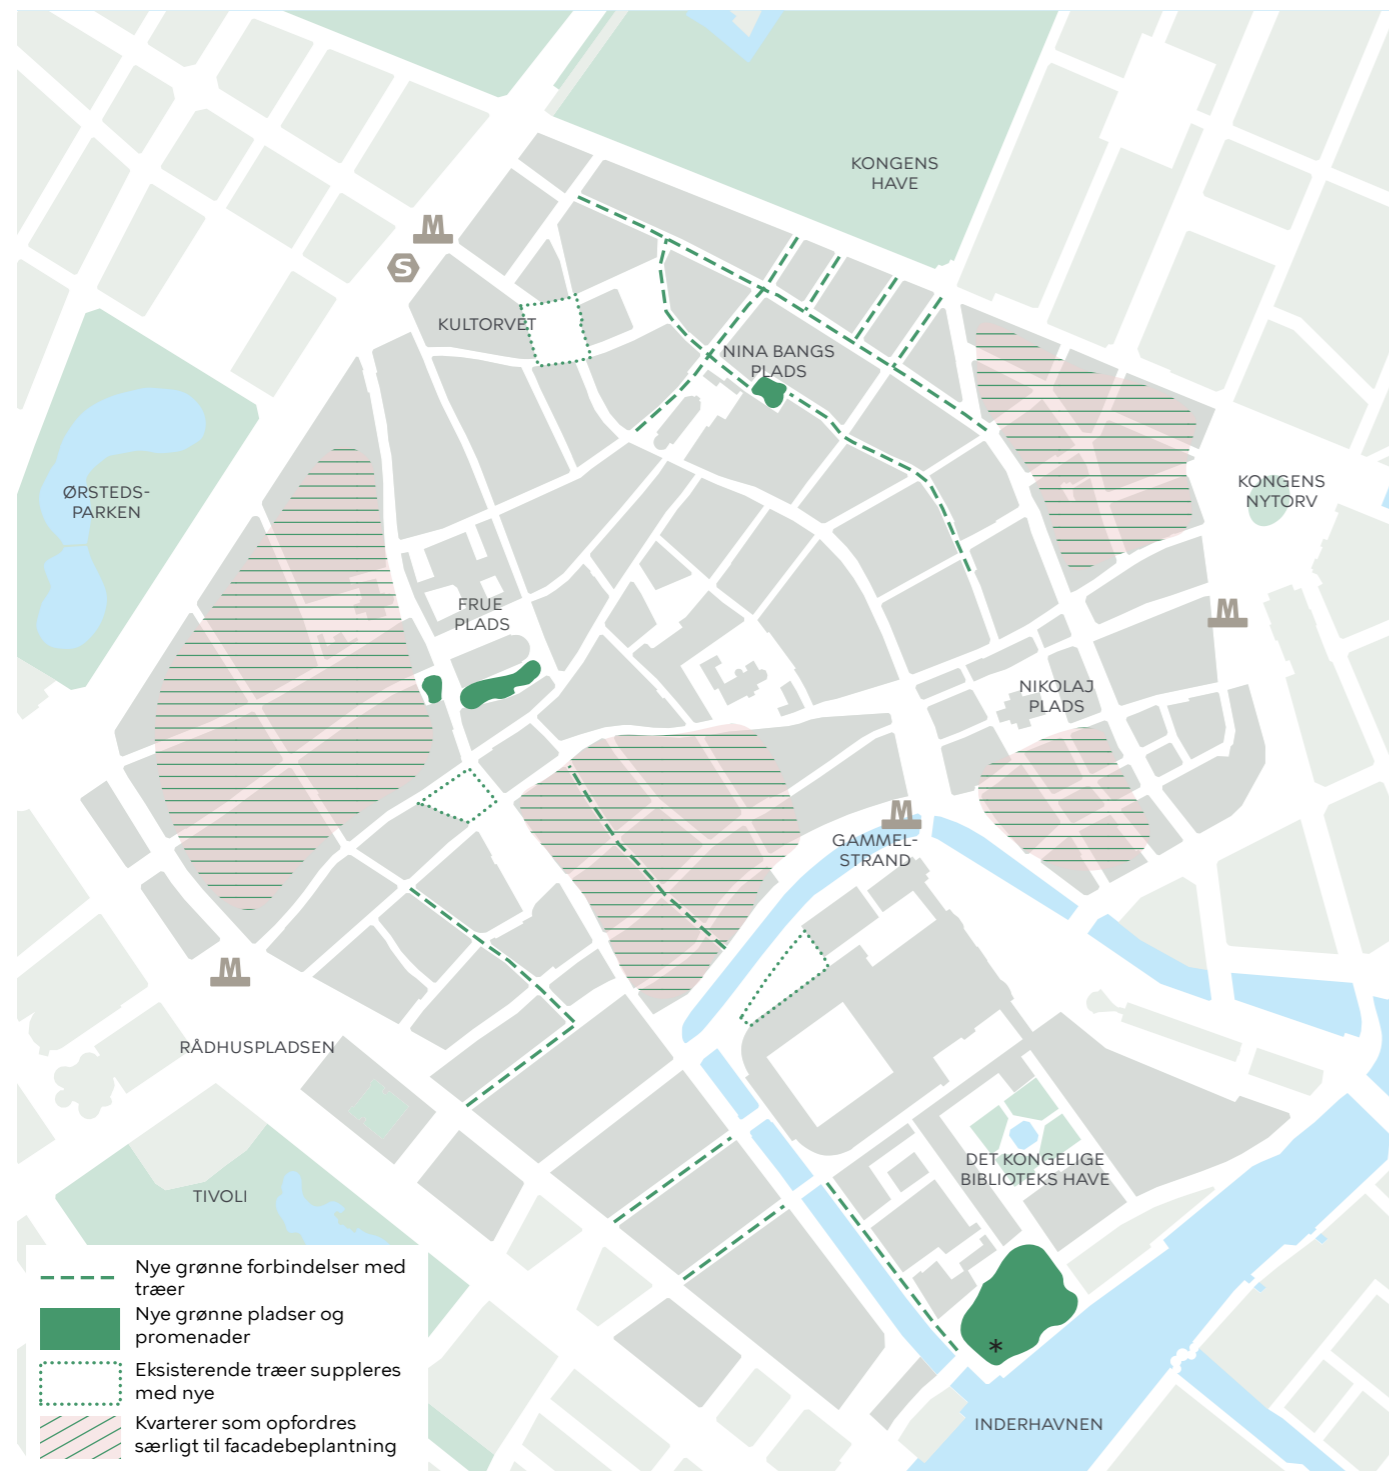 KONGENS
HAVE
M
S
KULTORVET
NINA BANGS
PLADS
ØRSTEDS-
PARKEN
KONGENS
NYTORV
FRUE
PLADS
M
NIKOLAJ
PLADS
M
GAMMEL-
STRAND
M
RÅDHUSPLADSEN
DET KONGELIGE
BIBLIOTEKS HAVE
TIVOLI
Nye grønne forbindelser med
træer
Nye grønne pladser og
promenader
*
Eksisterende træer suppleres
med nye
Kvarterer som opfordres
særligt til facadebeplantning
INDERHAVNEN